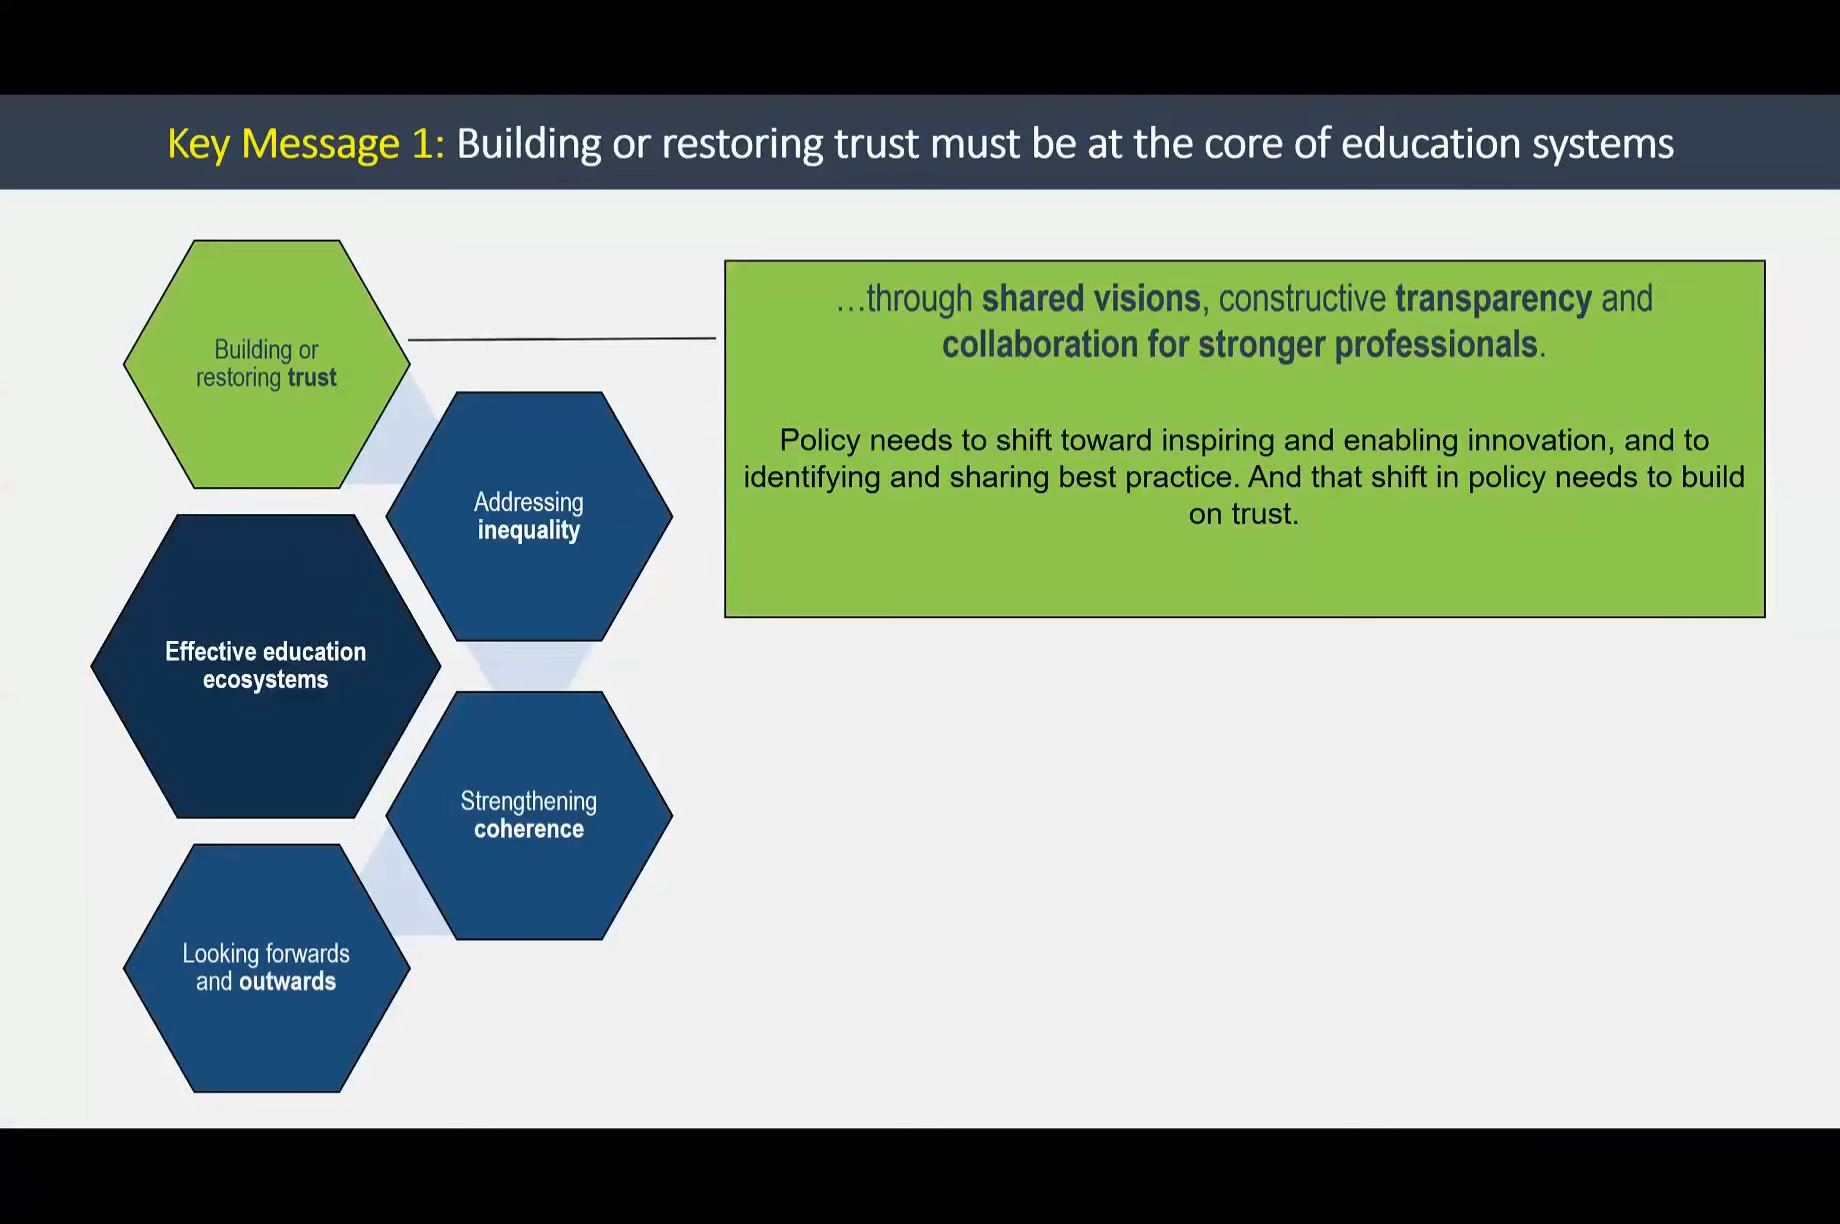 Key Message 1: Building or restoring trust must be at the core of education systems
Building or
restoring trust
…through shared visions, constructive transparency and
collaboration for stronger professionals.
Policy needs to shift toward inspiring and enabling innovation, and to
identifying and sharing best practice. And that shift in policy needs to build
on trust.
Addressing
inequality
Effective education
ecosystems
Strengthening
coherence
Looking forwards
and outwards